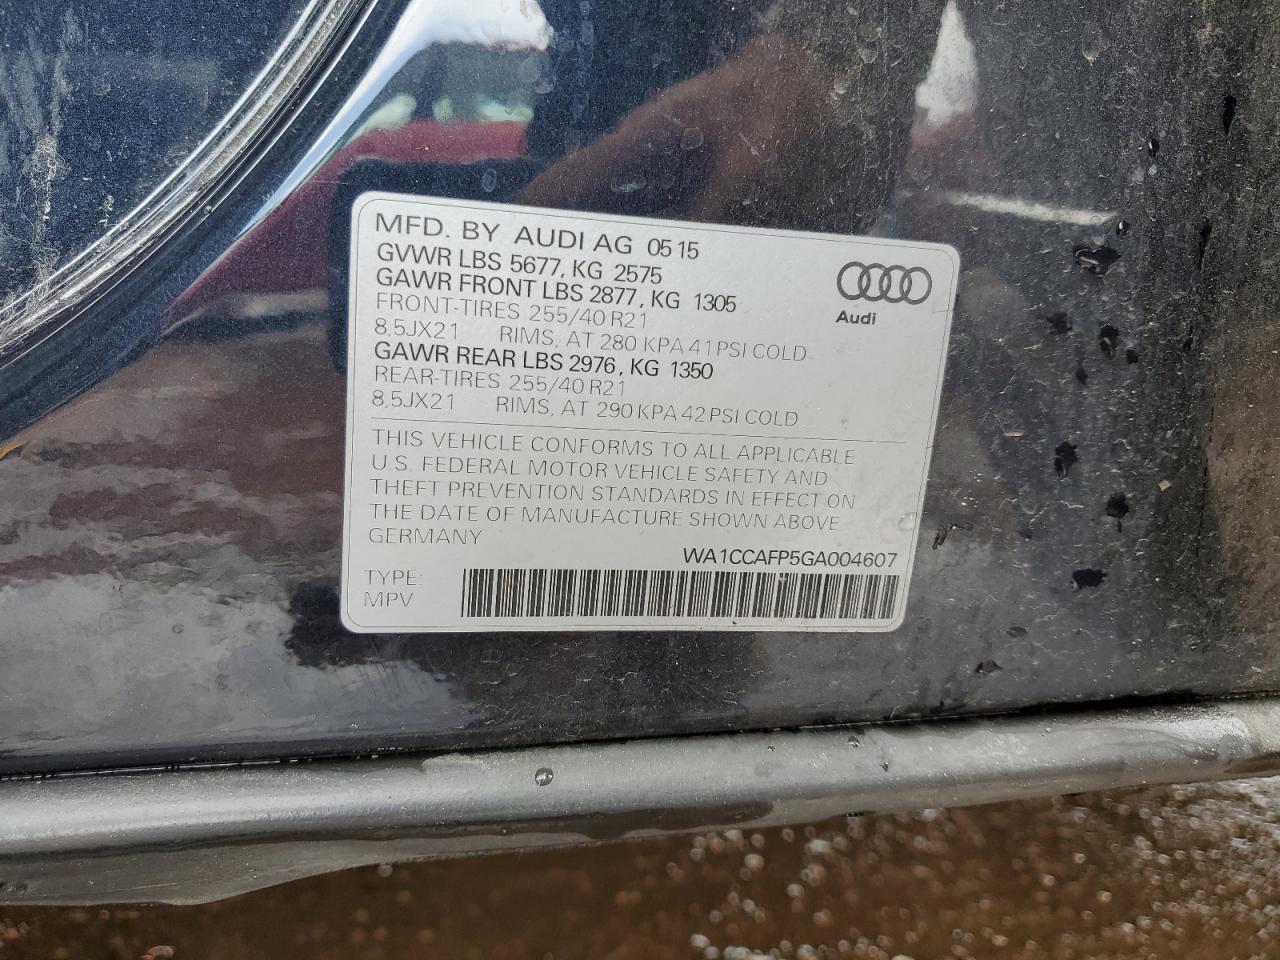 MFD. BY AUDI AG 05 15
GVWR LBS 5677, KG 2575
GAWR FRONT LBS 2877, KG 1305
FRONT-TIRES 255/40 R21
8,5JX21 RIMS, AT 280 KPA 41 PSI COLD
GAWR REAR LBS 2976, KG 1350
REAR-TIRES 255/40 R21
8,5JX21 RIMS, AT 290 KPA 42 PSI COLD
Audi
THIS VEHICLE CONFORMS TO ALL APPLICABLE
U.S. FEDERAL MOTOR VEHICLE SAFETY AND
THEFT PREVENTION STANDARDS IN EFFECT ON
THE DATE OF MANUFACTURE SHOWN ABOVE
GERMANY
WA1CCAFP5GA004607
TYPE:
MPV